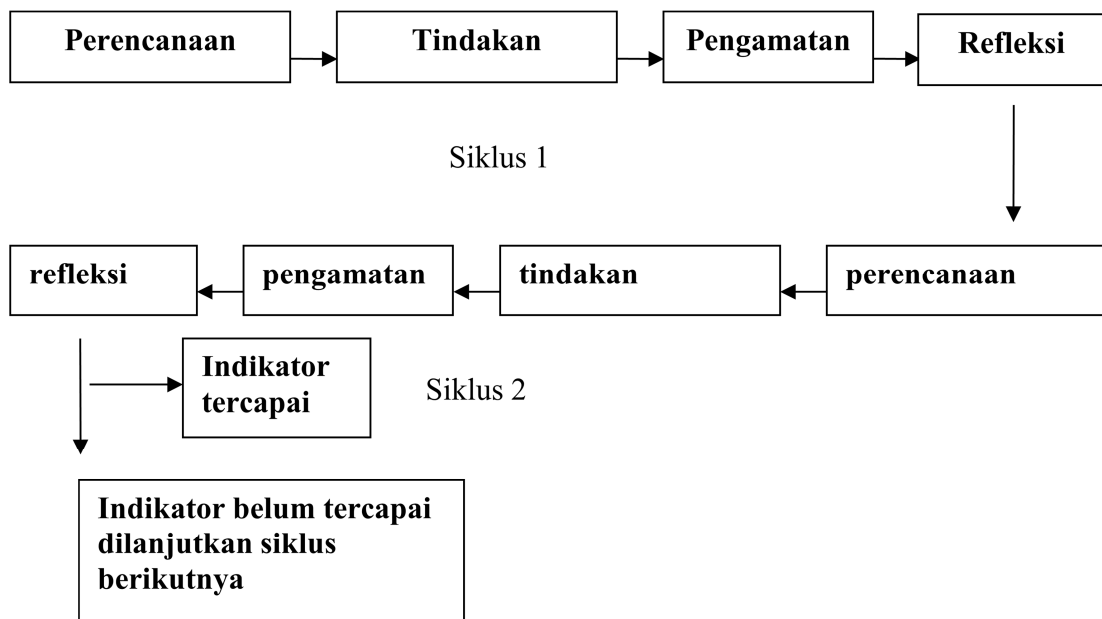 Perencanaan
Tindakan
Pengamatan
Refleksi
Siklus 1
refleksi
pengamatan
tindakan
perencanaan
Indikator
tercapai
Siklus 2
Indikator belum tercapai
dilanjutkan siklus
berikutnya